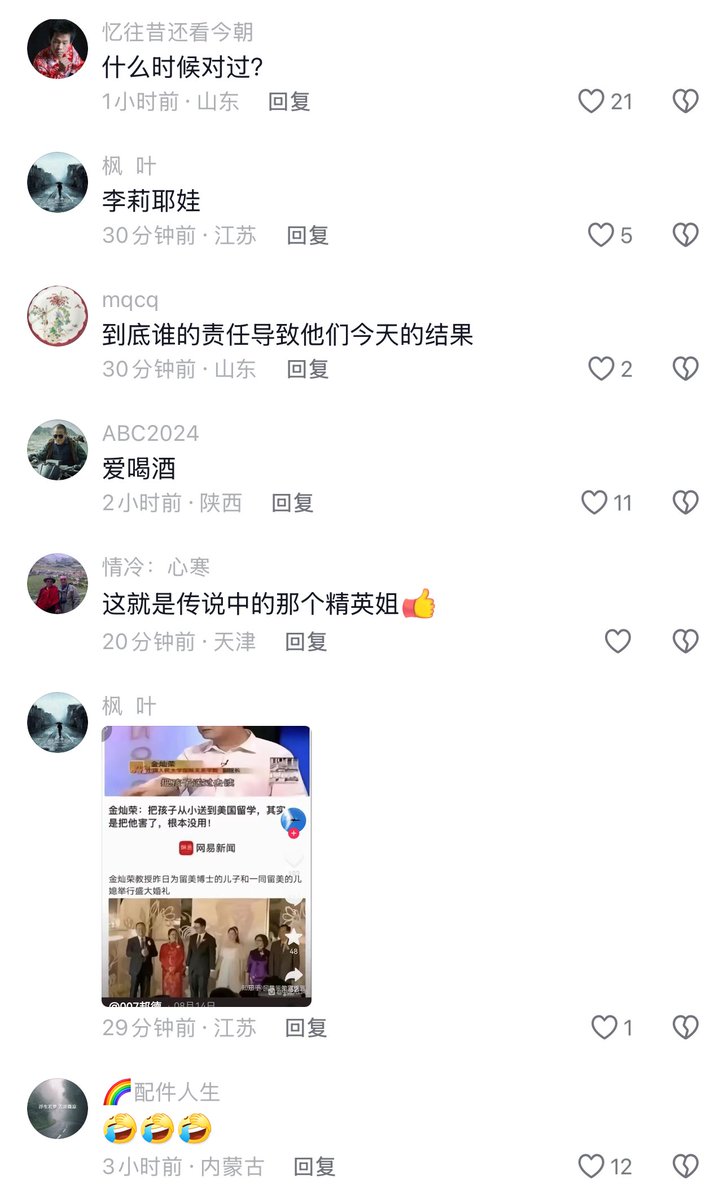 忆往昔还看今朝
什么时候对过?
1小时前·山东 回复
21
枫 叶
李莉耶娃
30分钟前·江苏 回复
5
mqcq
到底谁的责任导致他们今天的结果
30分钟前·山东 回复
2
ABC2024
爱喝酒
2小时前·陕西 回复
11
情冷：心寒
这就是传说中的那个精英姐👍
20分钟前·天津 回复
枫 叶
金灿荣
金灿荣：把孩子从小送到美国留学，其实
是把他害了，根本没用！
网易新闻
金灿荣教授昨日为留美博士的儿子和一同留美的儿
媳举行盛大婚礼
48
@007邦德 · 08月14日
29分钟前·江苏 回复
1
🌈配件人生
🤣🤣🤣
3小时前·内蒙古 回复
12